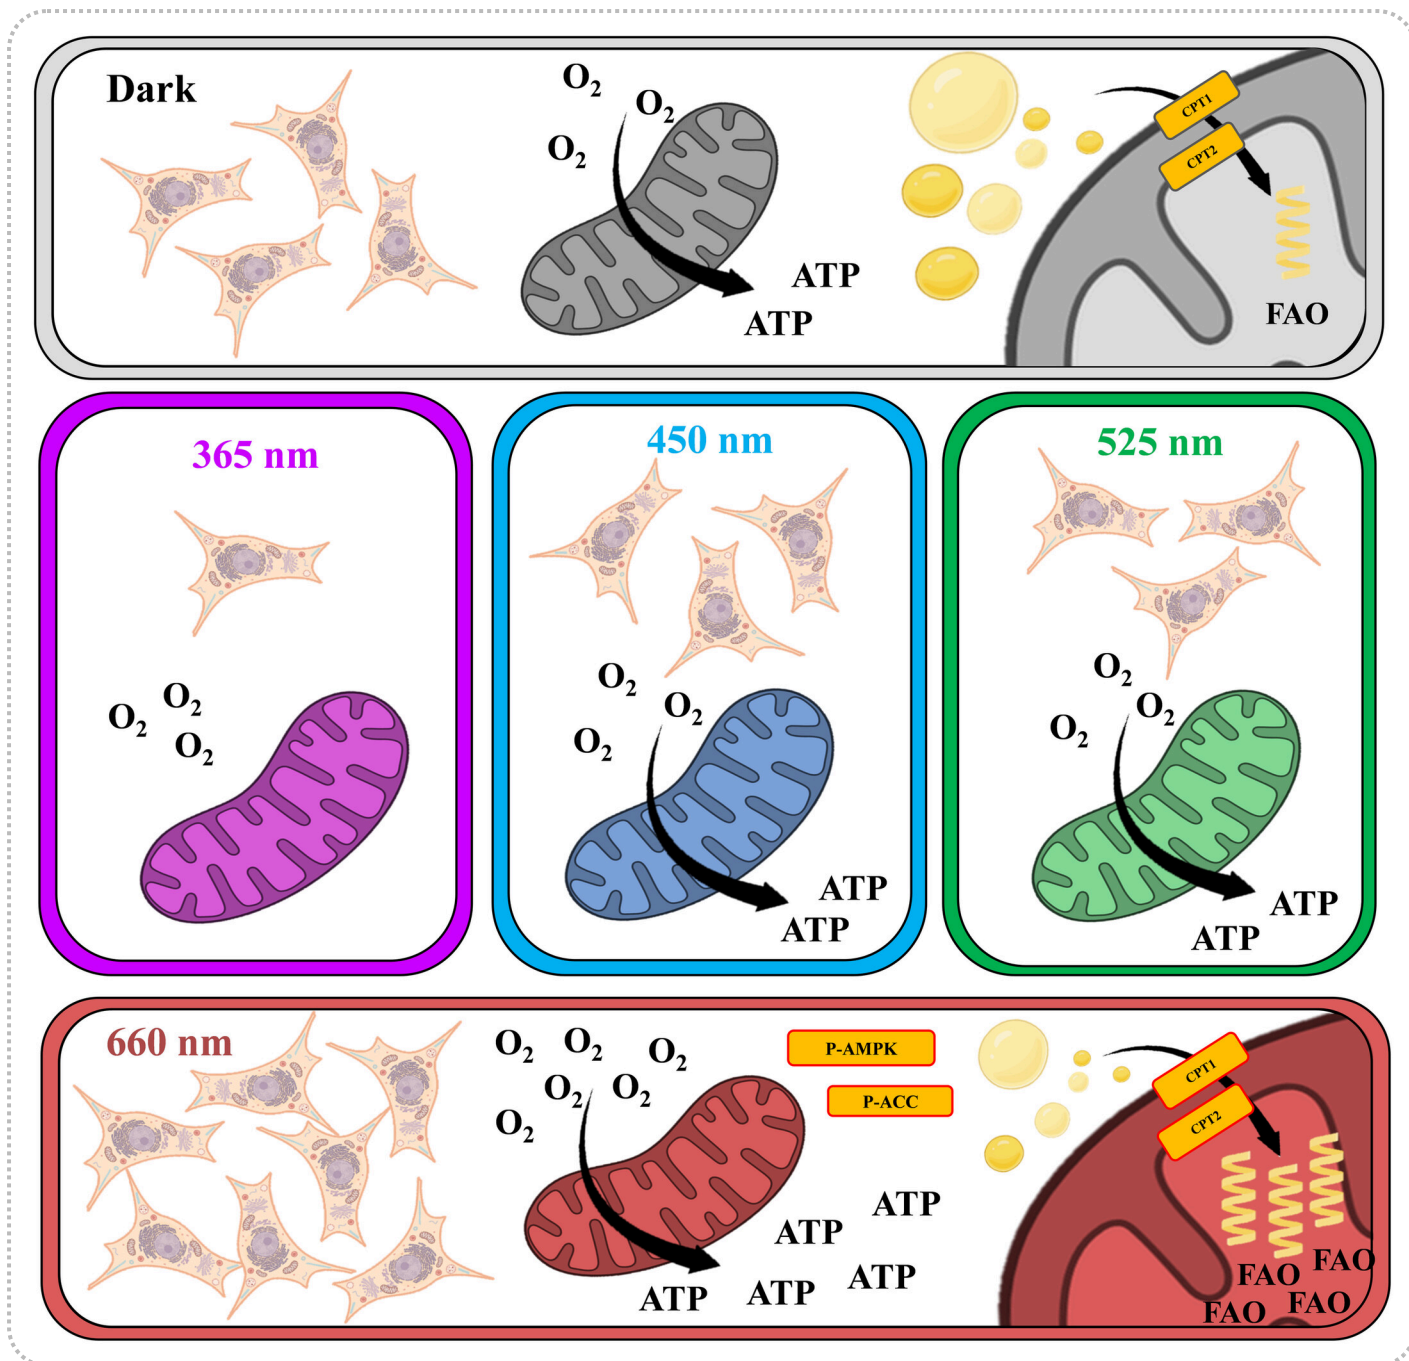 Dark
O₂
O₂
O₂
ATP
ATP
CPT1
CPT2
FAO
365 nm
O₂
O₂
O₂
450 nm
O₂
O₂
O₂
ATP
ATP
525 nm
O₂
O₂
O₂
ATP
ATP
660 nm
O₂
O₂
O₂
O₂
O₂
O₂
P-AMPK
P-ACC
ATP
ATP
ATP
ATP
ATP
CPT1
CPT2
FAO
FAO
FAO
FAO